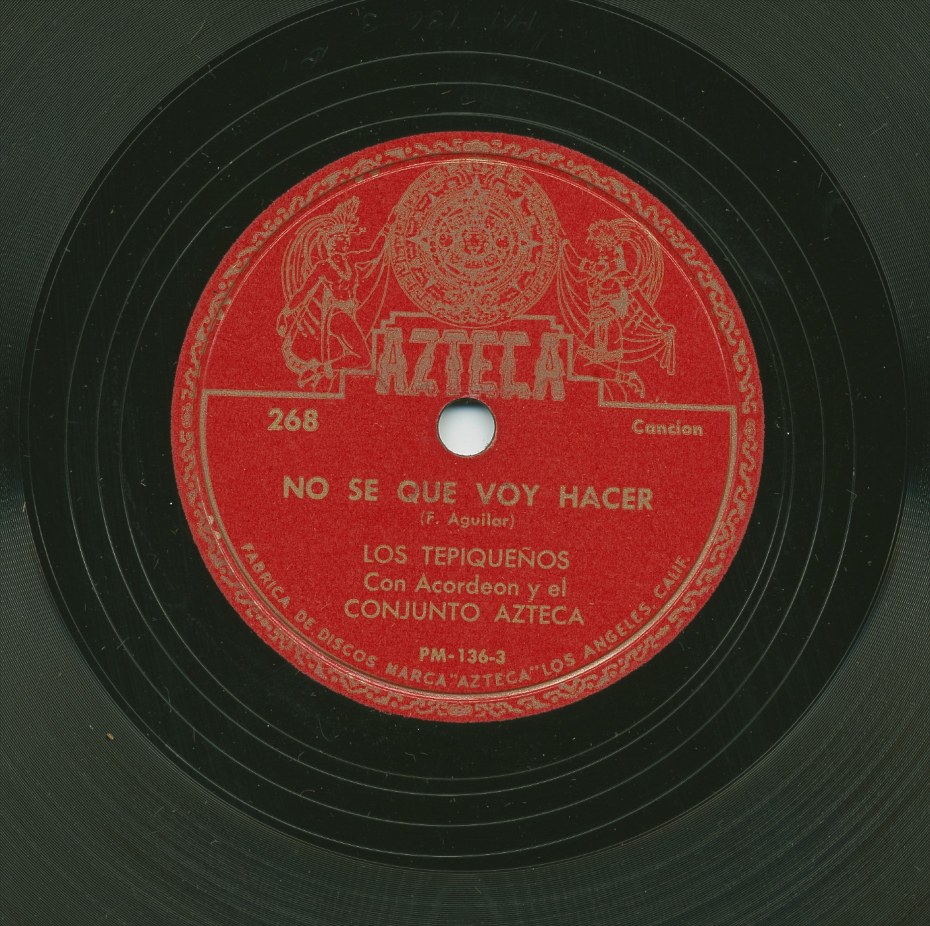 AZTECA
268
Cancion
NO SE QUE VOY HACER
(F. Aguilar)
LOS TEPIQUEÑOS
Con Acordeon y el
CONJUNTO AZTECA
PM-136-3
FABRICA DE DISCOS MARCA "AZTECA" LOS ANGELES, CALIF.